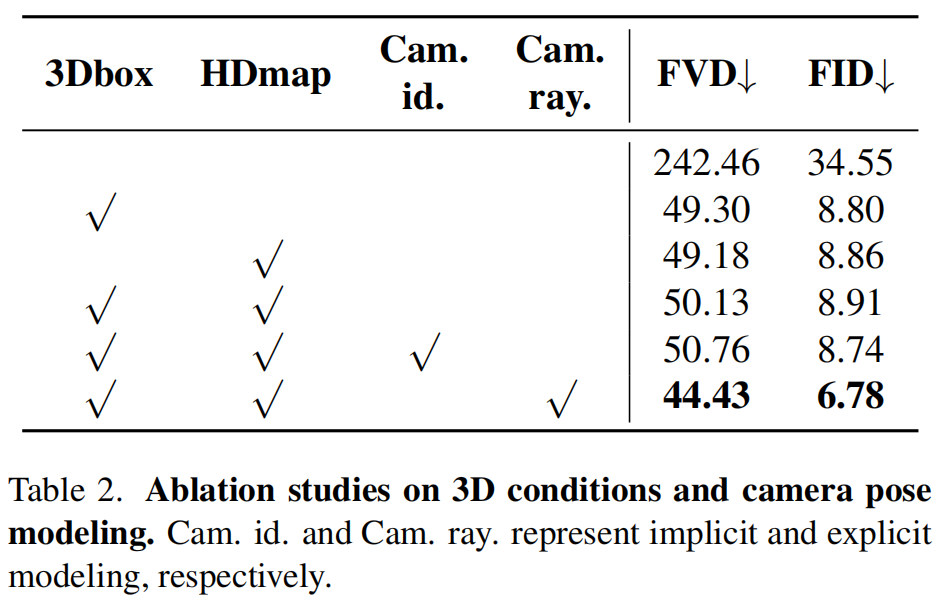 3Dbox HDmap Cam. id. Cam. ray. FVD↓ FID↓
242.46 34.55
√ 49.30 8.80
√ 49.18 8.86
√ √ 50.13 8.91
√ √ √ 50.76 8.74
√ √ √ 44.43 6.78
Table 2. Ablation studies on 3D conditions and camera pose
modeling. Cam. id. and Cam. ray. represent implicit and explicit
modeling, respectively.